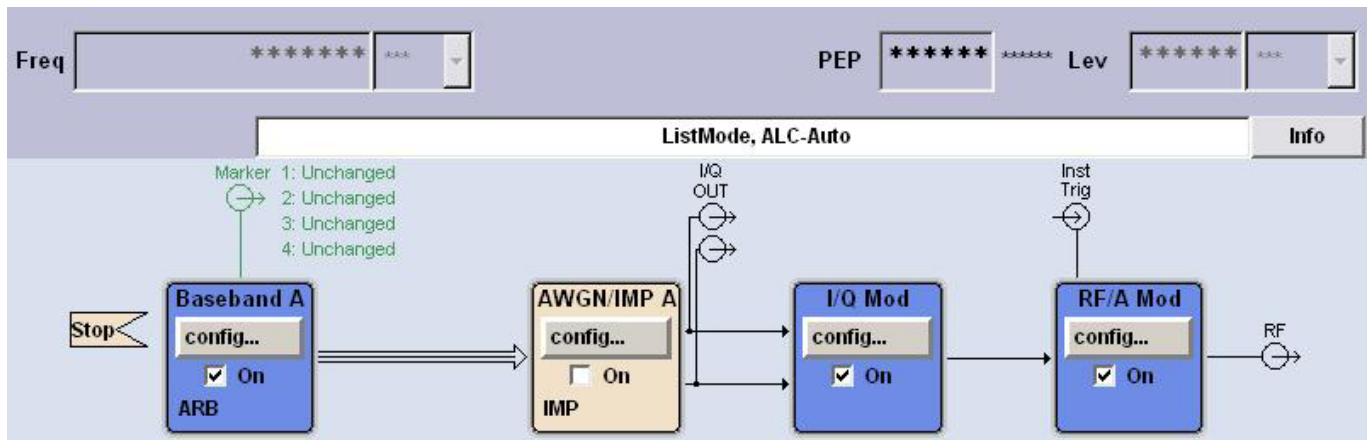 Freq ******* *** PEP ****** ****** Lev ****** ***
ListMode, ALC-Auto Info
Marker 1: Unchanged
2: Unchanged
3: Unchanged
4: Unchanged
I/Q
OUT
Inst
Trig
Stop
Baseband A
config...
On
ARB
AWGN/IMP A
config...
On
IMP
I/Q Mod
config...
On
RF/A Mod
config...
On
RF